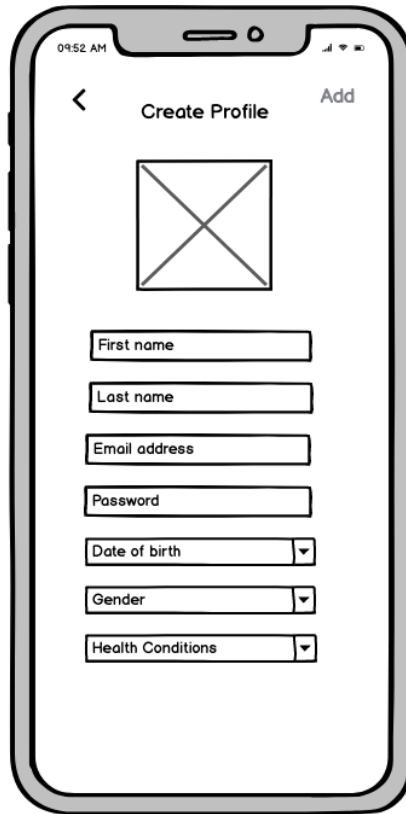 09:52 AM
Add
Create Profile
First name
Last name
Email address
Password
Date of birth
Gender
Health Conditions